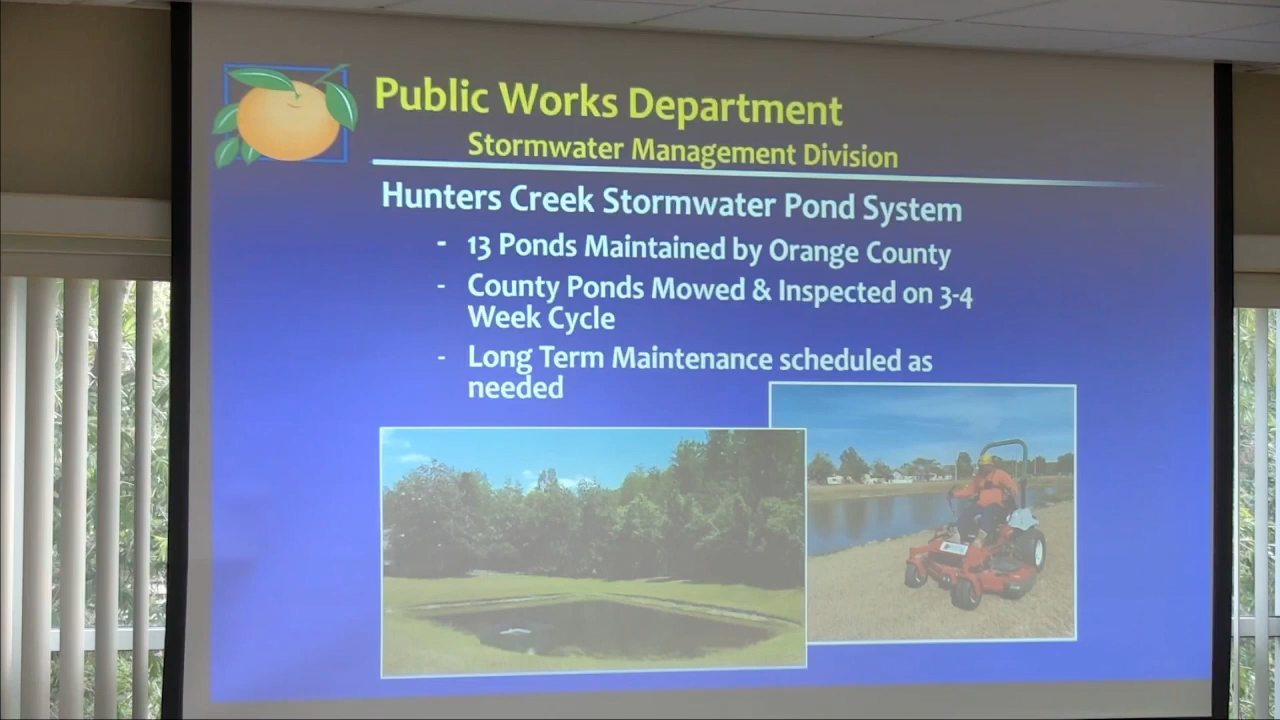 Public Works Department
Stormwater Management Division
Hunters Creek Stormwater Pond System
- 13 Ponds Maintained by Orange County
- County Ponds Mowed & Inspected on 3-4
Week Cycle
- Long Term Maintenance scheduled as
needed